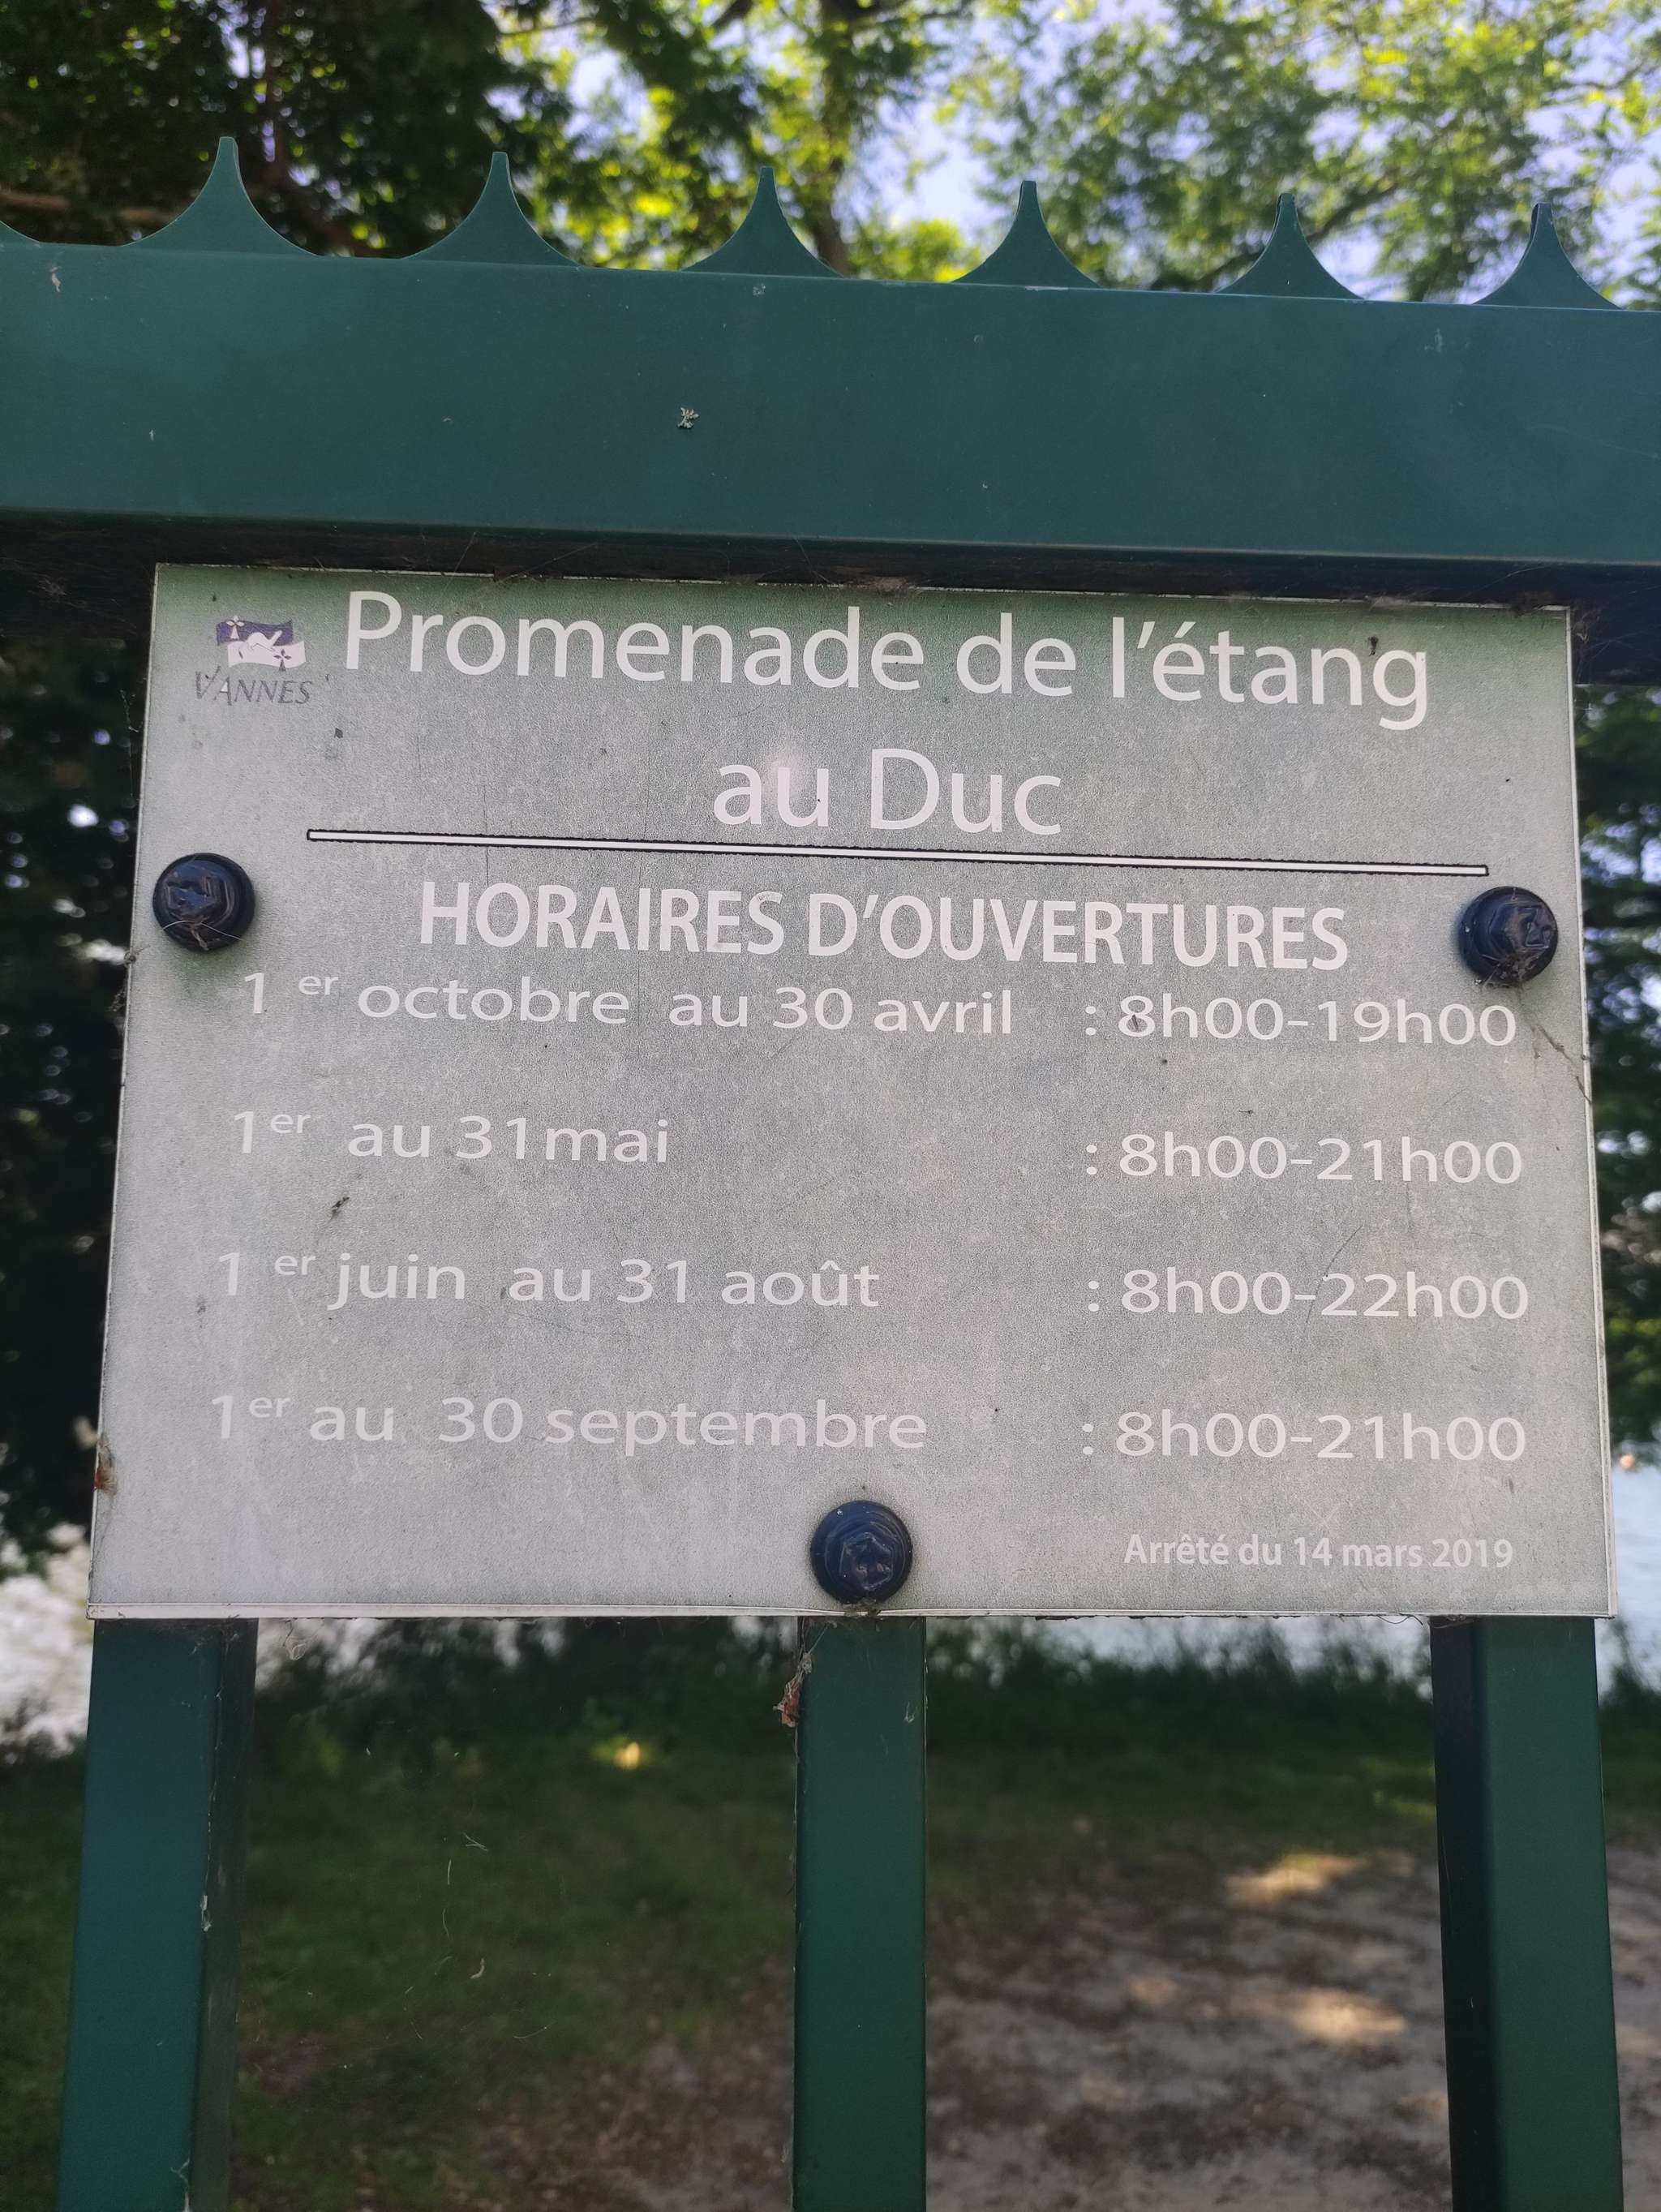 VANNES
Promenade de l'étang
au Duc
HORAIRES D'OUVERTURES
1 er octobre au 30 avril : 8h00-19h00
1er au 31mai : 8h00-21h00
1 er juin au 31 août : 8h00-22h00
1er au 30 septembre : 8h00-21h00
Arrêté du 14 mars 2019